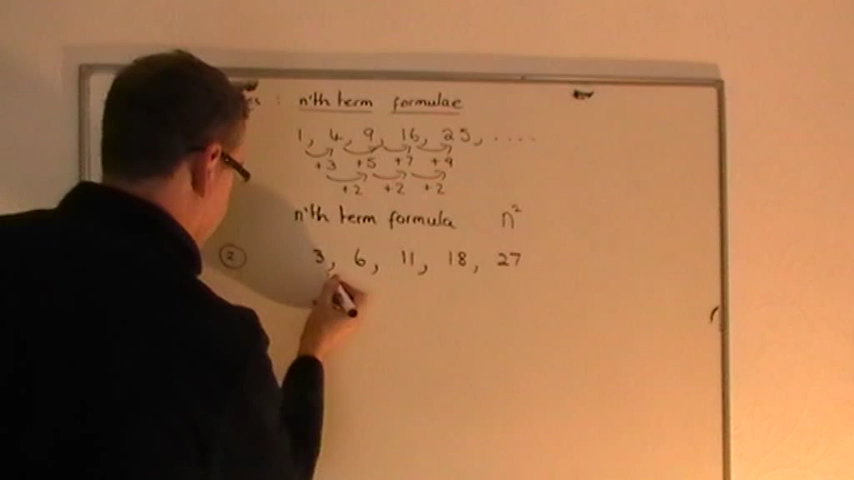 : n'th term formulae
1, 4, 9, 16, 25, ....
+3 +5 +7 +9
+2 +2 +2
n'th term formula n²
2 3, 6, 11, 18, 27